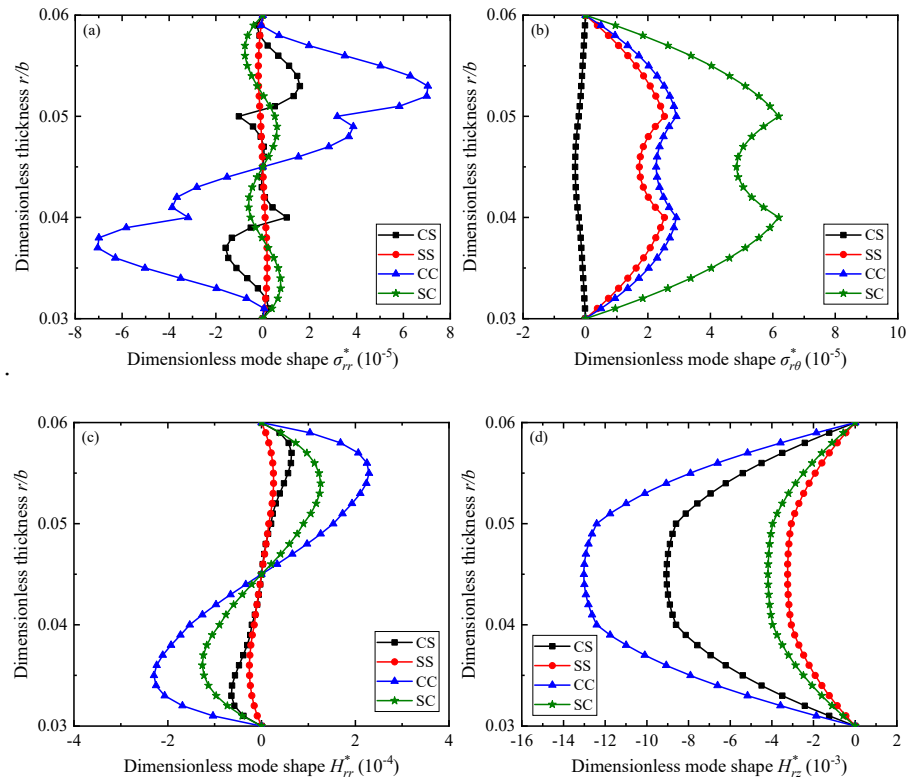 (a)
0.06
0.05
0.04
0.03
Dimensionless thickness r/b
-8 -6 -4 -2 0 2 4 6 8
Dimensionless mode shape σ*rr (10-5)
CS
SS
CC
SC
(b)
0.06
0.05
0.04
0.03
Dimensionless thickness r/b
0 2 4 6 8 10
Dimensionless mode shape σ*rθ (10-5)
CS
SS
CC
SC
.
(c)
0.06
0.05
0.04
0.03
Dimensionless thickness r/b
-4 -2 0 2 4
Dimensionless mode shape H*rr (10-4)
CS
SS
CC
SC
(d)
0.06
0.05
0.04
0.03
Dimensionless thickness r/b
-16 -14 -12 -10 -8 -6 -4 -2 0 2
Dimensionless mode shape H*rz (10-3)
CS
SS
CC
SC